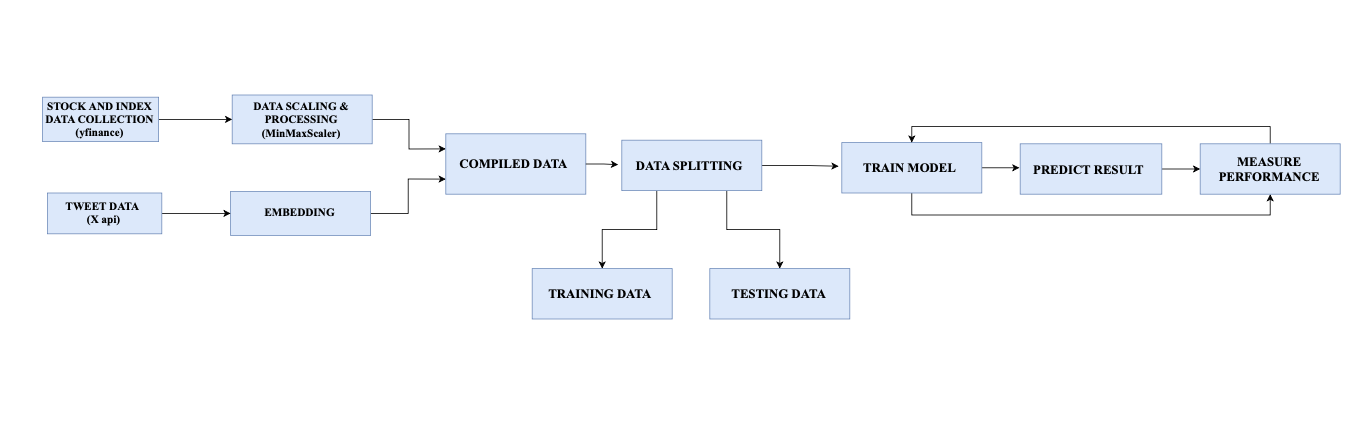 STOCK AND INDEX
DATA COLLECTION
(yfinance)
DATA SCALING &
PROCESSING
(MinMaxScaler)
TWEET DATA
(X api)
EMBEDDING
COMPILED DATA
DATA SPLITTING
TRAINING DATA
TESTING DATA
TRAIN MODEL
PREDICT RESULT
MEASURE
PERFORMANCE